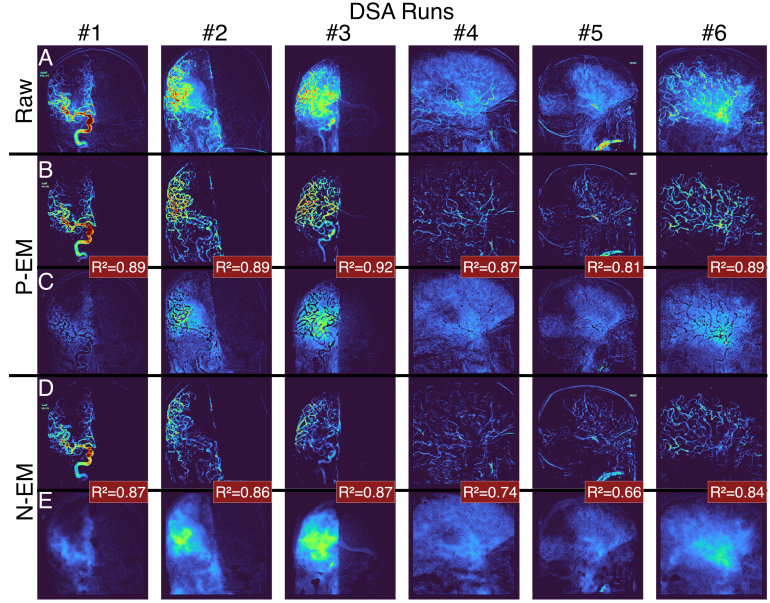 DSA Runs
#1 #2 #3 #4 #5 #6
Raw
A
P-EM
B
R²=0.89 R²=0.89 R²=0.92 R²=0.87 R²=0.81 R²=0.89
C
N-EM
D
R²=0.87 R²=0.86 R²=0.87 R²=0.74 R²=0.66 R²=0.84
E